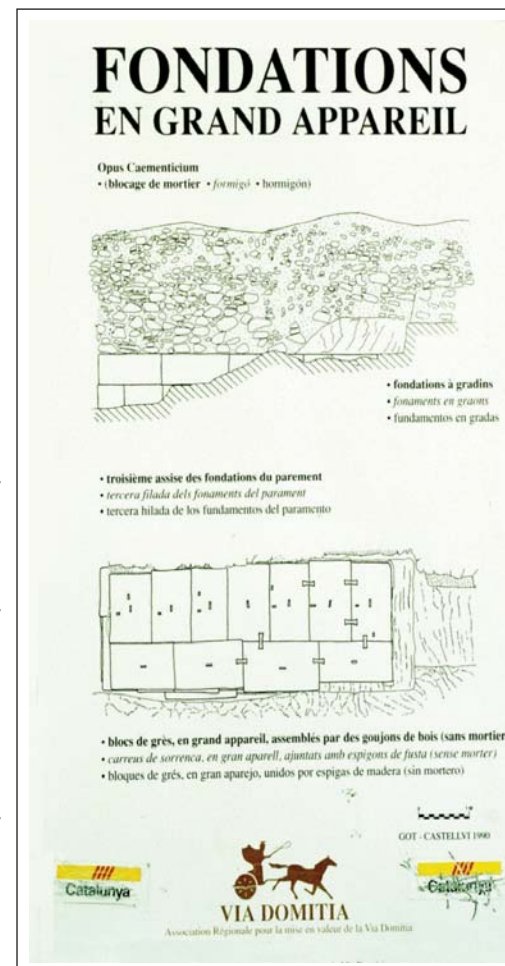 FONDATIONS
EN GRAND APPAREIL
Opus Caementicium
• (blocage de mortier • formigó • hormigón)
• fondations à gradins
• fonaments en graons
• fundamentos en gradas
• troisième assise des fondations du parement
• tercera filada dels fonaments del parament
• tercera hilada de los fundamentos del paramento
• blocs de grès, en grand appareil, assemblés par des goujons de bois (sans mortier
• carreus de sorrenca, en gran aparell, ajuntats amb espigons de fusta (sense morter)
• bloques de grés, en gran aparejo, unidos por espigas de madera (sin mortero)
GOT - CASTELLVI 1990
Catalunya
Catalunya
VIA DOMITIA
Association Régionale pour la mise en valeur de la Via Domitia